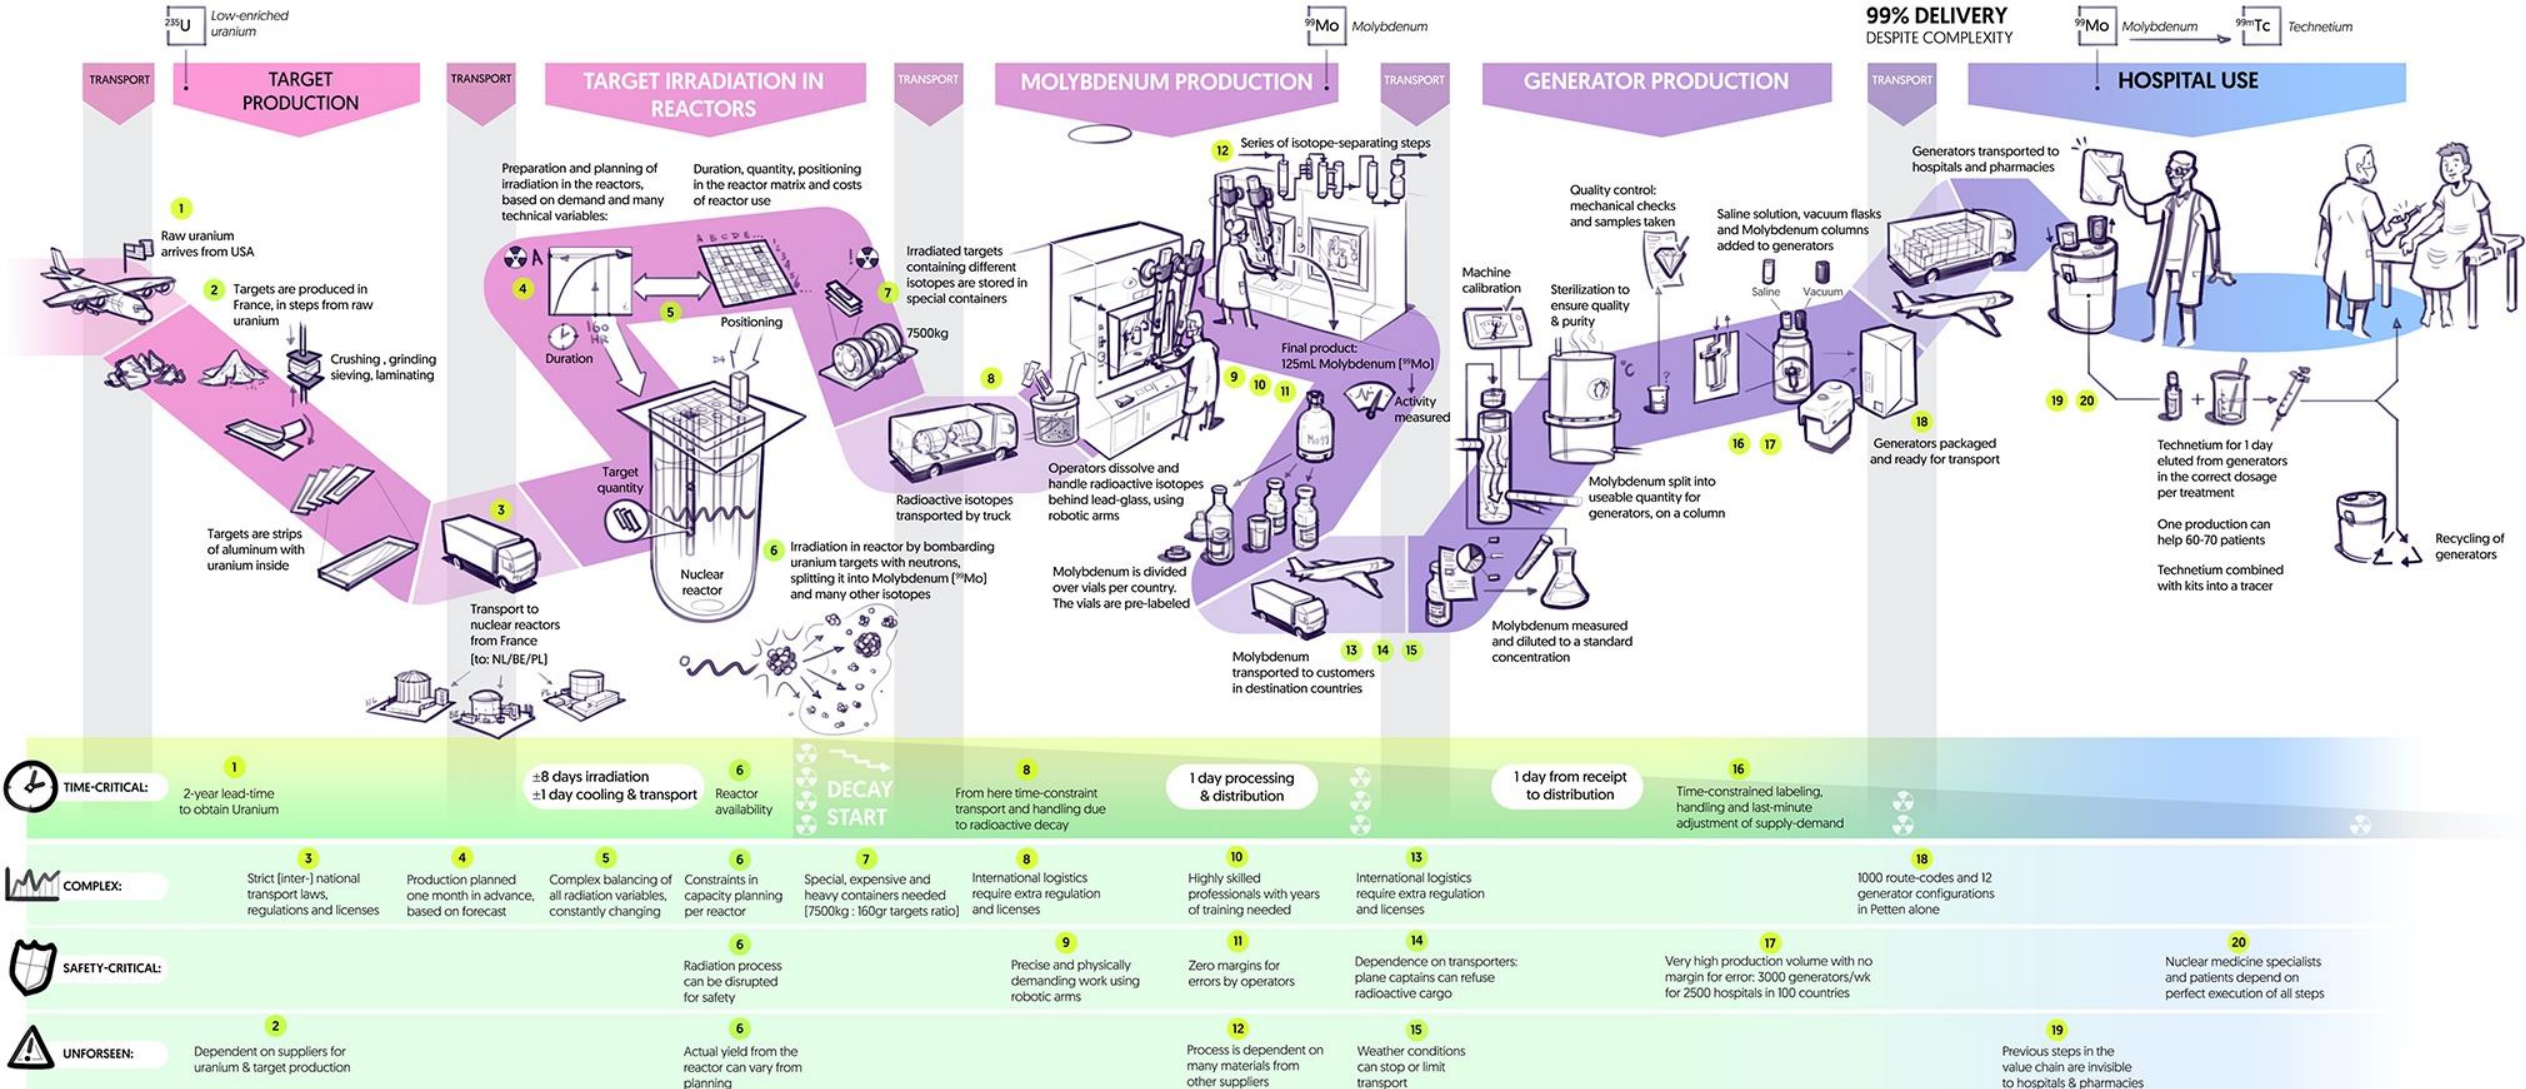 235U
Low-enriched
uranium
99Mo
Molybdenum
99% DELIVERY
DESPITE COMPLEXITY
99Mo
Molybdenum
99mTc
Technetium
TRANSPORT
TARGET
PRODUCTION
TRANSPORT
TARGET IRRADIATION IN
REACTORS
TRANSPORT
MOLYBDENUM PRODUCTION
TRANSPORT
GENERATOR PRODUCTION
TRANSPORT
HOSPITAL USE
1
Raw uranium
arrives from USA
2
Targets are produced in
France, in steps from raw
uranium
Crushing , grinding
sieving, laminating
Targets are strips
of aluminum with
uranium inside
3
Transport to
nuclear reactors
from France
(to: NL/BE/PL)
NL
BE
PL
Preparation and planning of
irradiation in the reactors,
based on demand and many
technical variables:
Duration, quantity, positioning
in the reactor matrix and costs
of reactor use
A
A B C D E...
4
5
160
HR
Duration
Positioning
D4
Target
quantity
Nuclear
reactor
6
Irradiation in reactor by bombarding
uranium targets with neutrons,
splitting it into Molybdenum (99Mo)
and many other isotopes
7
Irradiated targets
containing different
isotopes are stored in
special containers
7500kg
8
Radioactive isotopes
transported by truck
Operators dissolve and
handle radioactive isotopes
behind lead-glass, using
robotic arms
9
10
11
12
Series of isotope-separating steps
Final product:
125mL Molybdenum (99Mo)
Activity
measured
Mo99
Molybdenum is divided
over vials per country.
The vials are pre-labeled
Molybdenum
transported to customers
in destination countries
13
14
15
Molybdenum measured
and diluted to a standard
concentration
Machine
calibration
Sterilization to
ensure quality
& purity
°C
Quality control:
mechanical checks
and samples taken
?
Molybdenum split into
useable quantity for
generators, on a column
Saline solution, vacuum flasks
and Molybdenum columns
added to generators
Saline
Vacuum
16
17
18
Generators packaged
and ready for transport
Generators transported to
hospitals and pharmacies
19
20
+
Technetium for 1 day
eluted from generators
in the correct dosage
per treatment
One production can
help 60-70 patients
Technetium combined
with kits into a tracer
Recycling of
generators
TIME-CRITICAL:
1
2-year lead-time
to obtain Uranium
±8 days irradiation
±1 day cooling & transport
6
Reactor
availability
DECAY
START
8
From here time-constraint
transport and handling due
to radioactive decay
1 day processing
& distribution
1 day from receipt
to distribution
16
Time-constrained labeling,
handling and last-minute
adjustment of supply-demand
COMPLEX:
3
Strict (inter-) national
transport laws,
regulations and licenses
4
Production planned
one month in advance,
based on forecast
5
Complex balancing of
all radiation variables,
constantly changing
6
Constraints in
capacity planning
per reactor
7
Special, expensive and
heavy containers needed
(7500kg : 160gr targets ratio)
8
International logistics
require extra regulation
and licenses
10
Highly skilled
professionals with years
of training needed
13
International logistics
require extra regulation
and licenses
18
1000 route-codes and 12
generator configurations
in Petten alone
SAFETY-CRITICAL:
6
Radiation process
can be disrupted
for safety
9
Precise and physically
demanding work using
robotic arms
11
Zero margins for
errors by operators
14
Dependence on transporters:
plane captains can refuse
radioactive cargo
17
Very high production volume with no
margin for error: 3000 generators/wk
for 2500 hospitals in 100 countries
20
Nuclear medicine specialists
and patients depend on
perfect execution of all steps
UNFORSEEN:
2
Dependent on suppliers for
uranium & target production
6
Actual yield from the
reactor can vary from
planning
12
Process is dependent on
many materials from
other suppliers
15
Weather conditions
can stop or limit
transport
19
Previous steps in the
value chain are invisible
to hospitals & pharmacies